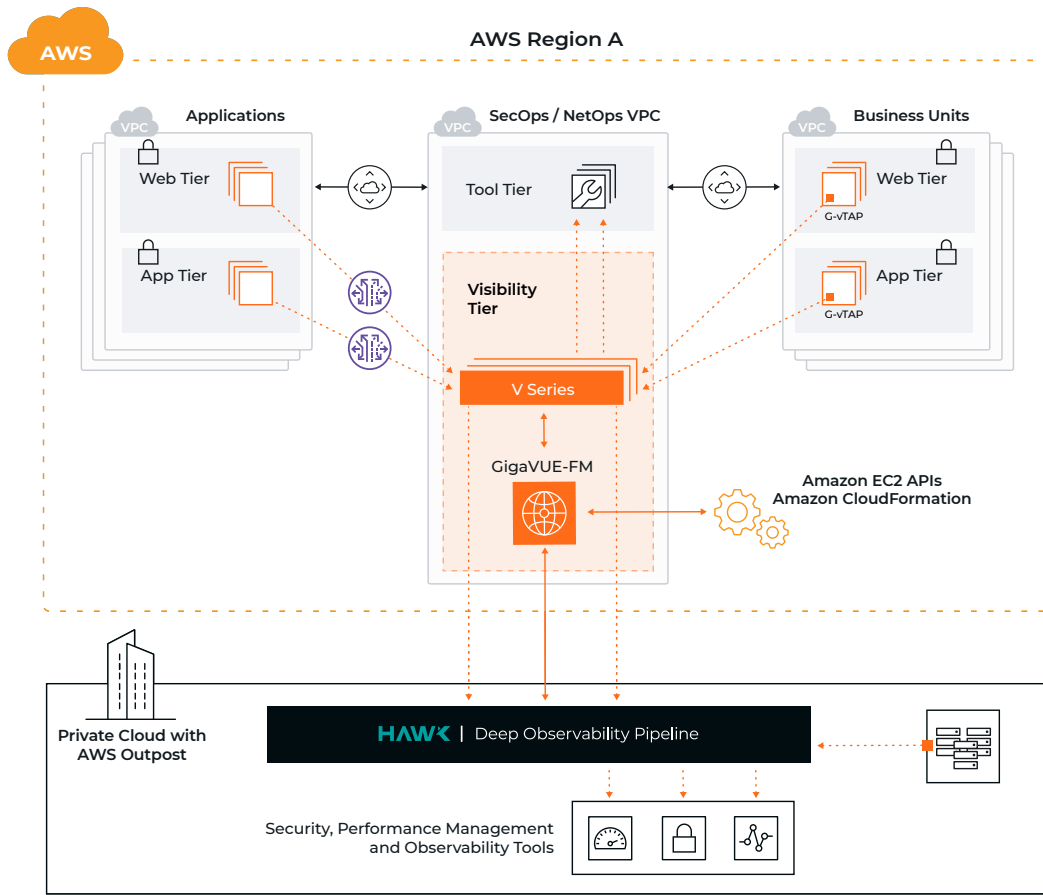 AWS
AWS Region A
VPC
Applications
Web Tier
App Tier
VPC
SecOps / NetOps VPC
Tool Tier
Visibility
Tier
V Series
GigaVUE-FM
VPC
Business Units
Web Tier
G-vTAP
App Tier
G-vTAP
Amazon EC2 APIs
Amazon CloudFormation
Private Cloud with
AWS Outpost
HAWK | Deep Observability Pipeline
Security, Performance Management
and Observability Tools